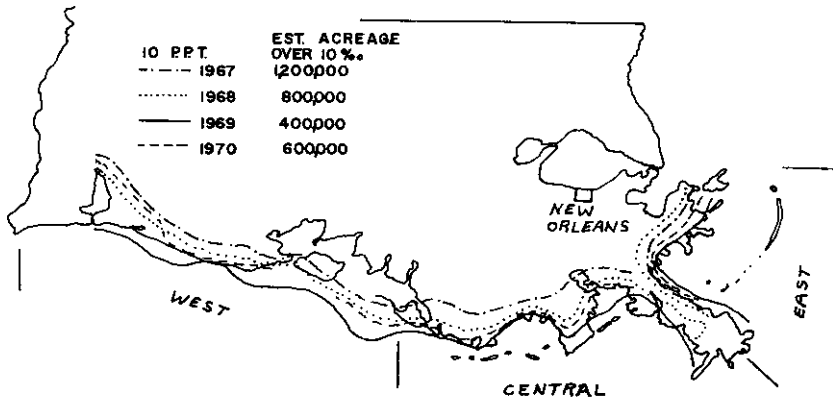 10 P.P.T.
EST. ACREAGE
OVER 10 ‰
1967 1,200,000
1968 800,000
1969 400,000
1970 600,000
NEW
ORLEANS
WEST
EAST
CENTRAL